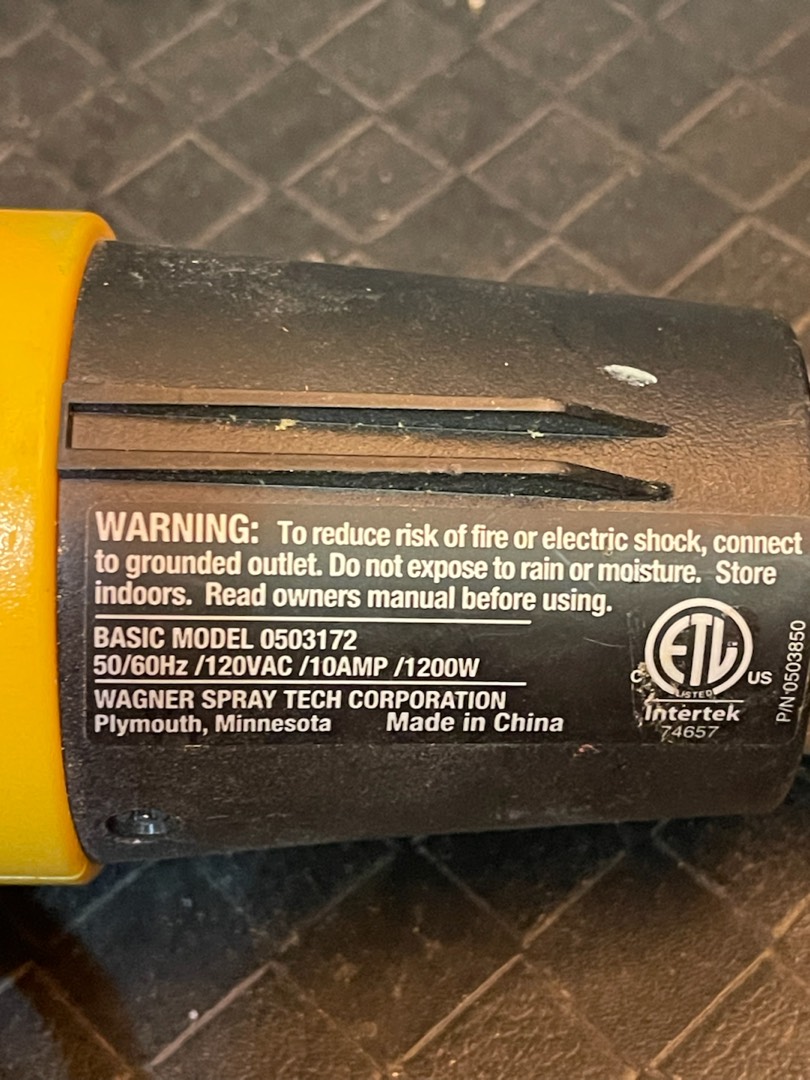 WARNING: To reduce risk of fire or electric shock, connect
to grounded outlet. Do not expose to rain or moisture. Store
indoors. Read owners manual before using.
BASIC MODEL 0503172
50/60Hz /120VAC /10AMP /1200W
WAGNER SPRAY TECH CORPORATION
Plymouth, Minnesota Made in China
ETL
C US
LISTED
Intertek
74657
P/N 0503850